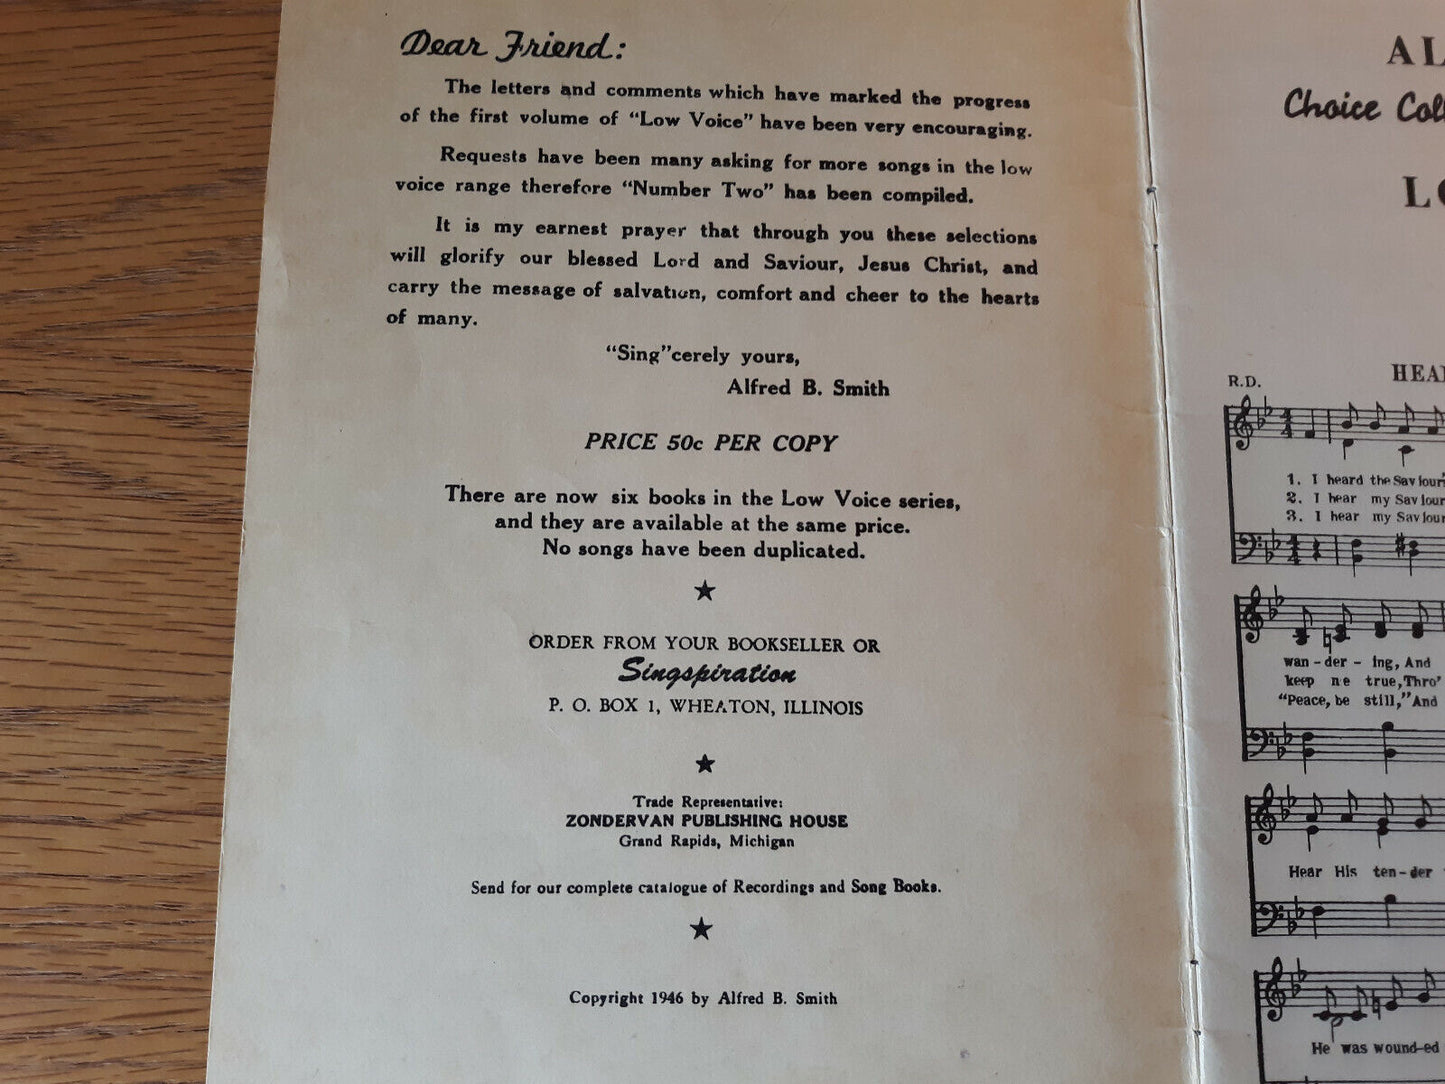 Dear Friend:
The letters and comments which have marked the progress
of the first volume of “Low Voice” have been very encouraging.
Requests have been many asking for more songs in the low
voice range therefore “Number Two” has been compiled.
It is my earnest prayer that through you these selections
will glorify our blessed Lord and Saviour, Jesus Christ, and
carry the message of salvation, comfort and cheer to the hearts
of many.
“Sing”cerely yours,
Alfred B. Smith
PRICE 50c PER COPY
There are now six books in the Low Voice series,
and they are available at the same price.
No songs have been duplicated.
ORDER FROM YOUR BOOKSELLER OR
Singspiration
P. O. BOX 1, WHEATON, ILLINOIS
Trade Representative:
ZONDERVAN PUBLISHING HOUSE
Grand Rapids, Michigan
Send for our complete catalogue of Recordings and Song Books.
Copyright 1946 by Alfred B. Smith
AL
Choice Coll
LO
HEAR
R.D.
1. I heard the Saviour
2. I hear my Saviour
3. I hear my Saviour
wan-der-ing, And
keep me true, Thro'
“Peace, be still,” And
Hear His ten-der
He was wound-ed